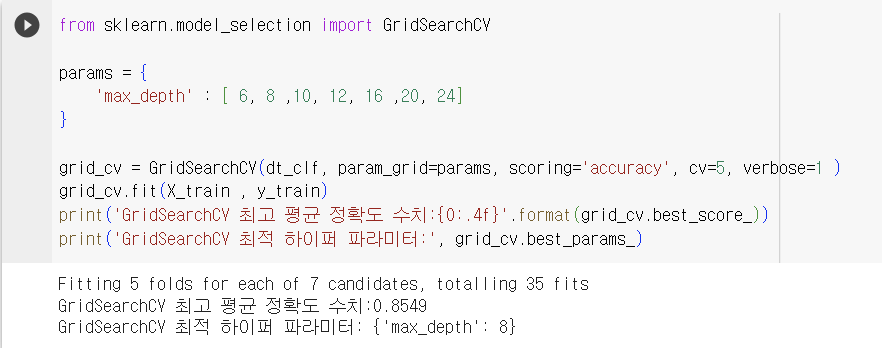 from sklearn.model_selection import GridSearchCV
params = {
'max_depth' : [ 6, 8 ,10, 12, 16 ,20, 24]
}
grid_cv = GridSearchCV(dt_clf, param_grid=params, scoring='accuracy', cv=5, verbose=1 )
grid_cv.fit(X_train , y_train)
print('GridSearchCV 최고 평균 정확도 수치:{0:.4f}'.format(grid_cv.best_score_))
print('GridSearchCV 최적 하이퍼 파라미터:', grid_cv.best_params_)
Fitting 5 folds for each of 7 candidates, totalling 35 fits
GridSearchCV 최고 평균 정확도 수치:0.8549
GridSearchCV 최적 하이퍼 파라미터: {'max_depth': 8}